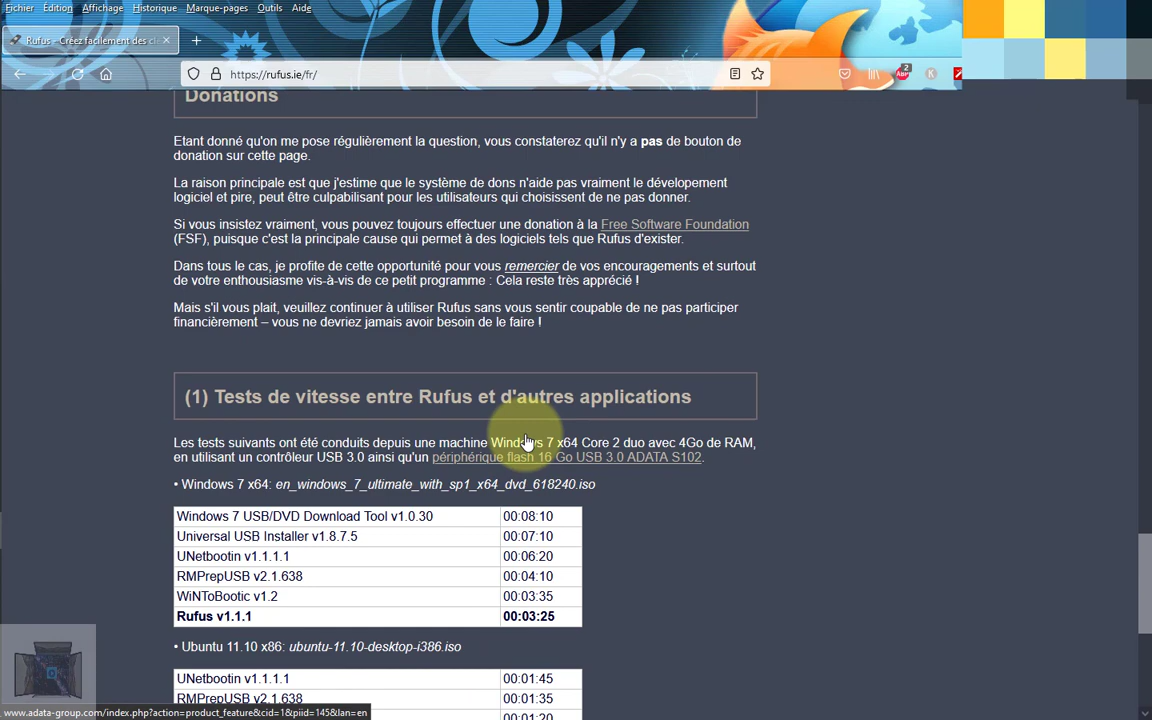 Fichier Édition Affichage Historique Marque-pages Outils Aide
Rufus - Créez facilement des cl
https://rufus.ie/fr/
2
ABP
K
Donations
Etant donné qu'on me pose régulièrement la question, vous constaterez qu'il n'y a pas de bouton de
donation sur cette page.
La raison principale est que j'estime que le système de dons n'aide pas vraiment le dévelopement
logiciel et pire, peut être culpabilisant pour les utilisateurs qui choisissent de ne pas donner.
Si vous insistez vraiment, vous pouvez toujours effectuer une donation à la Free Software Foundation
(FSF), puisque c'est la principale cause qui permet à des logiciels tels que Rufus d'exister.
Dans tous le cas, je profite de cette opportunité pour vous remercier de vos encouragements et surtout
de votre enthousiasme vis-à-vis de ce petit programme : Cela reste très apprécié !
Mais s'il vous plait, veuillez continuer à utiliser Rufus sans vous sentir coupable de ne pas participer
financièrement – vous ne devriez jamais avoir besoin de le faire !
(1) Tests de vitesse entre Rufus et d'autres applications
Les tests suivants ont été conduits depuis une machine Windows 7 x64 Core 2 duo avec 4Go de RAM,
en utilisant un contrôleur USB 3.0 ainsi qu'un périphérique flash 16 Go USB 3.0 ADATA S102.
• Windows 7 x64: en_windows_7_ultimate_with_sp1_x64_dvd_618240.iso
Windows 7 USB/DVD Download Tool v1.0.30 00:08:10
Universal USB Installer v1.8.7.5 00:07:10
UNetbootin v1.1.1.1 00:06:20
RMPrepUSB v2.1.638 00:04:10
WiNToBootic v1.2 00:03:35
Rufus v1.1.1 00:03:25
• Ubuntu 11.10 x86: ubuntu-11.10-desktop-i386.iso
UNetbootin v1.1.1.1 00:01:45
RMPrepUSB v2.1.638 00:01:35
00:01:20
www.adata-group.com/index.php?action=product_feature&cid=1&piid=145&lan=en